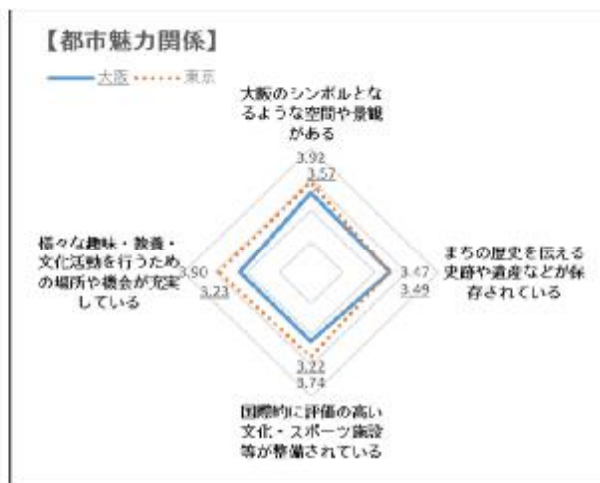 【都市魅力関係】
大阪 東京
大阪のシンボルとな
るような空間や景観
がある
3.92
3.57
様々な趣味・教養・
文化活動を行うため
の場所や機会が充実
している
3.90
3.23
3.47
3.49
まちの歴史を伝える
史跡や遺産などが保
存されている
3.22
3.74
国際的に評価の高い
文化・スポーツ施設
等が整備されている